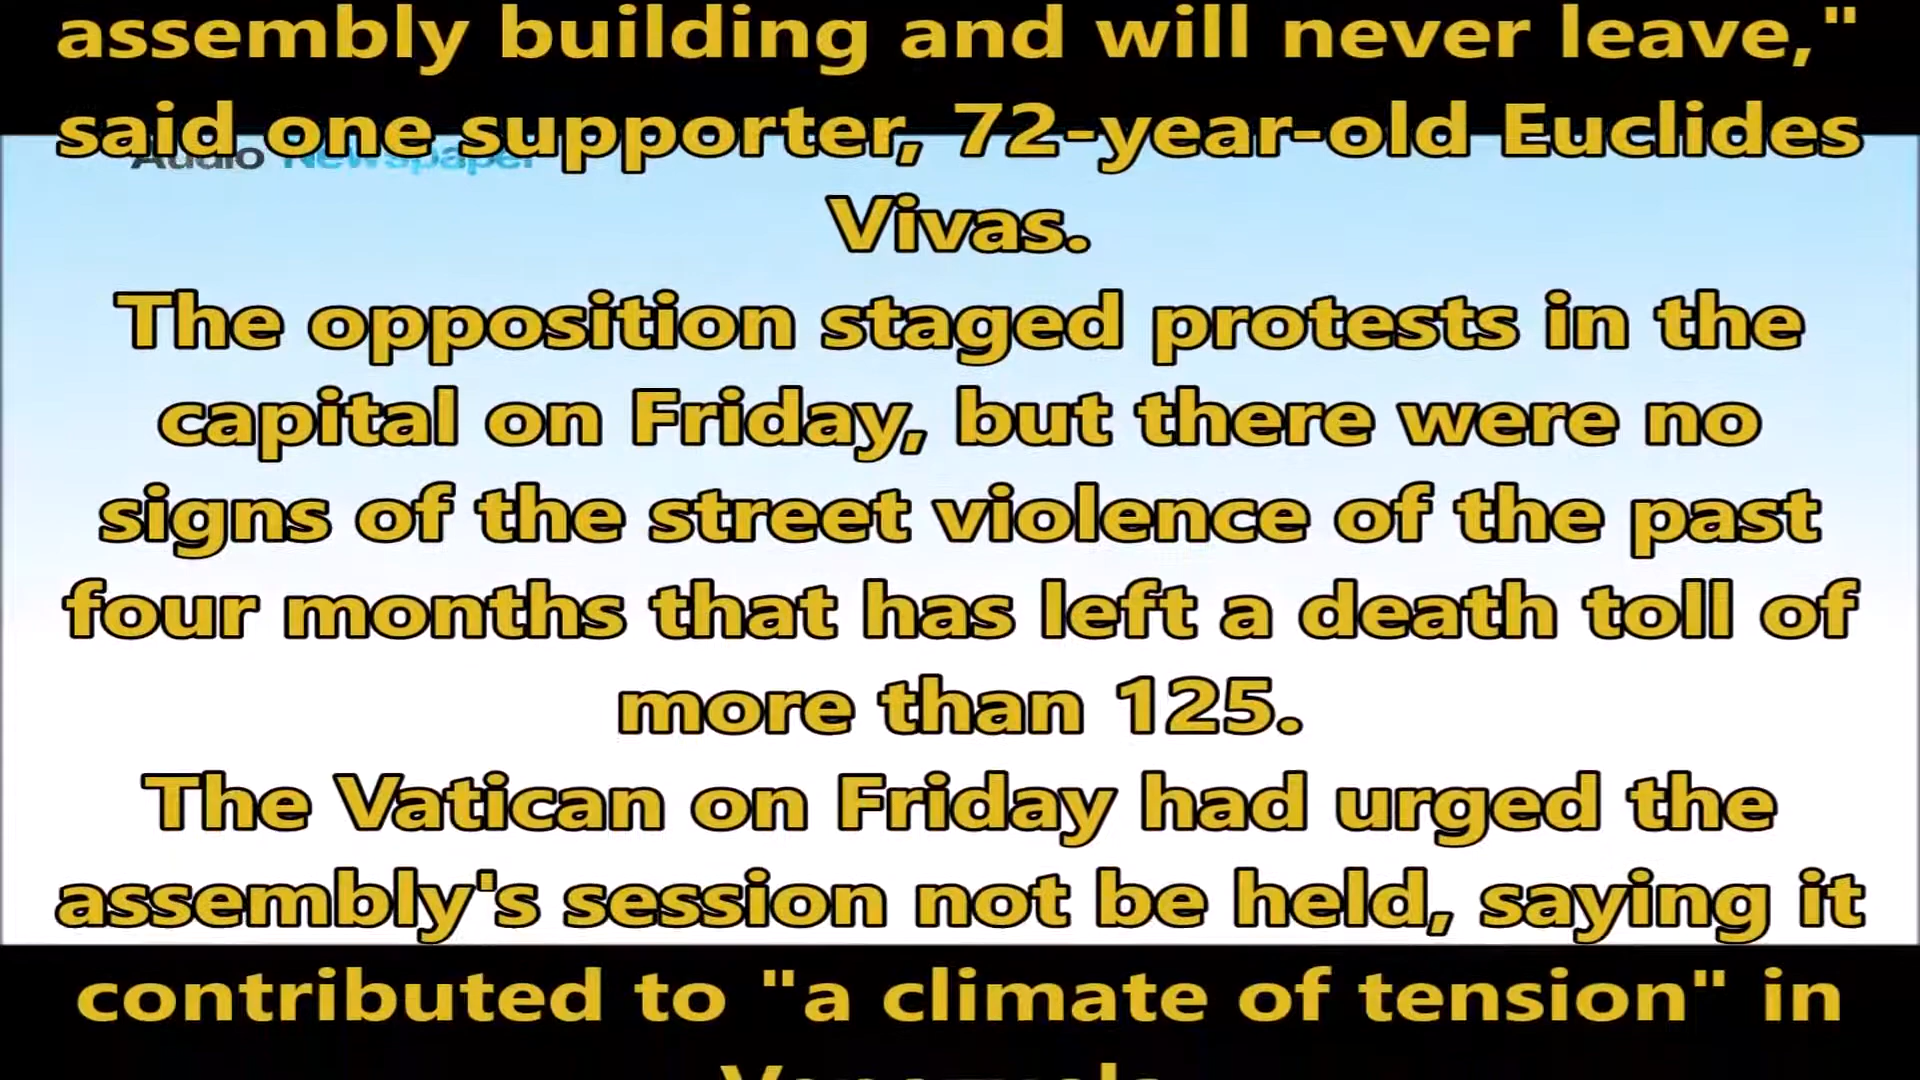 assembly building and will never leave,"
said one supporter, 72-year-old Euclides
Audio Newspaper
Vivas.
The opposition staged protests in the
capital on Friday, but there were no
signs of the street violence of the past
four months that has left a death toll of
more than 125.
The Vatican on Friday had urged the
assembly's session not be held, saying it
contributed to "a climate of tension" in